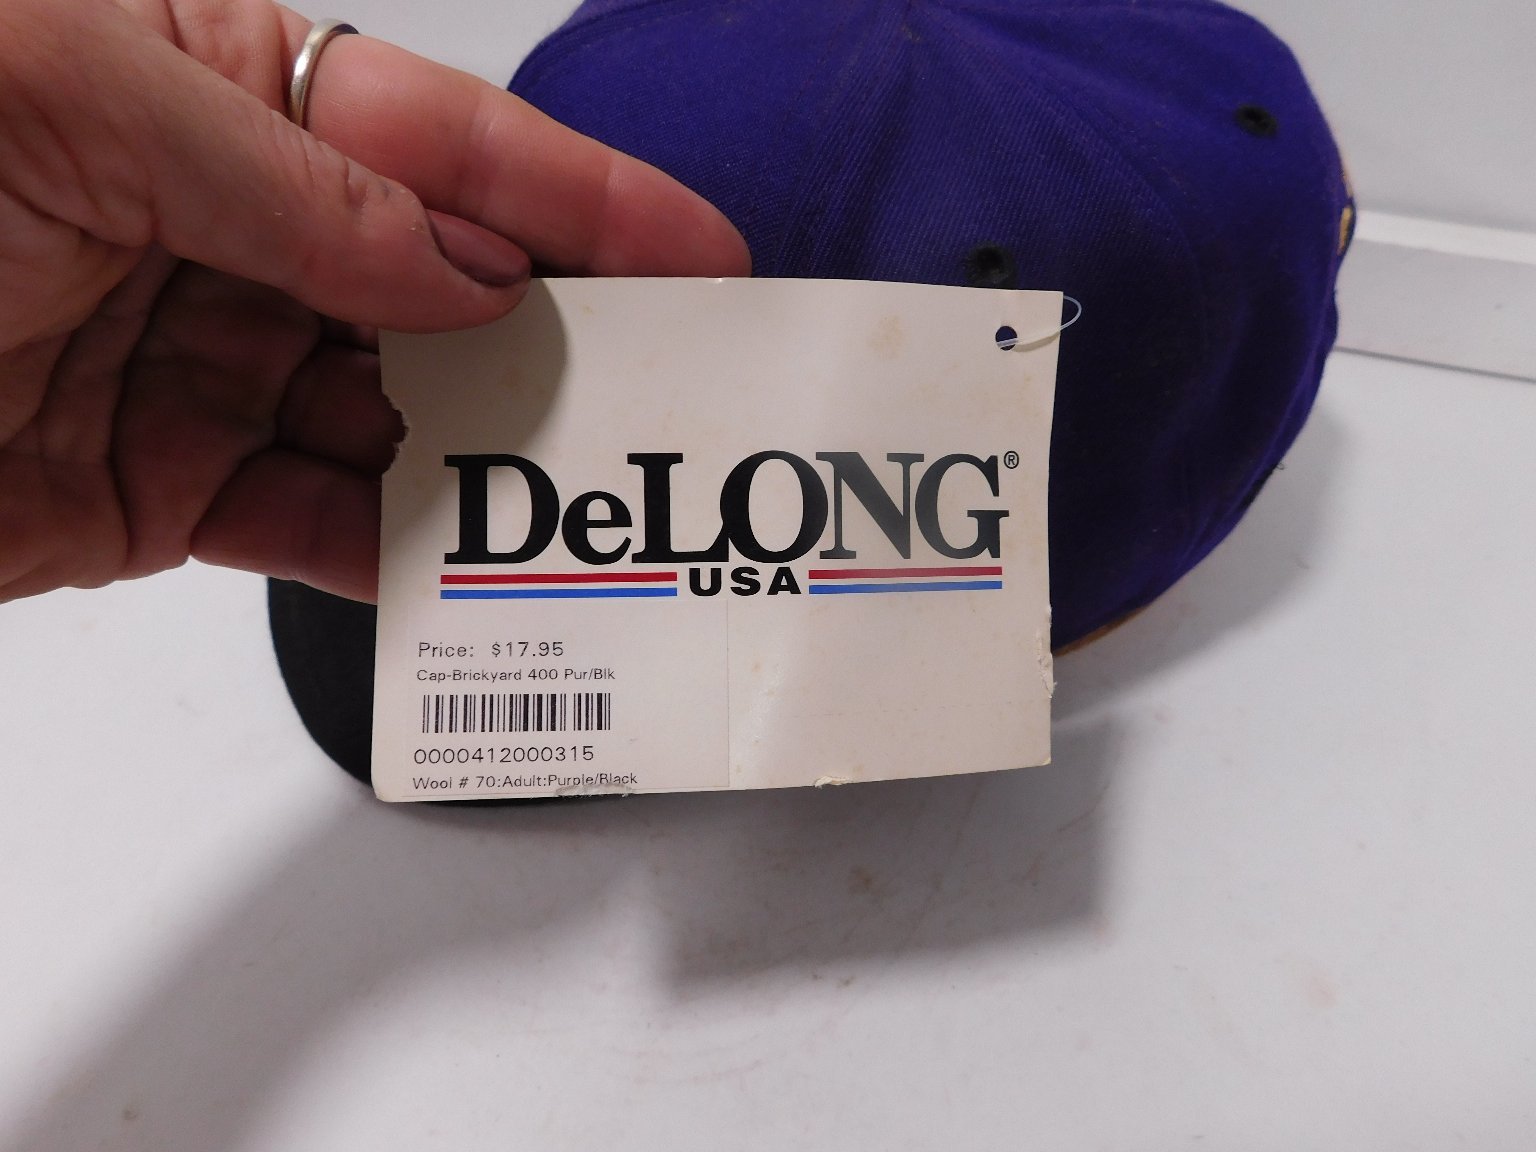 DeLONG®
USA
Price: $17.95
Cap-Brickyard 400 Pur/Blk
0000412000315
Wool # 70:Adult:Purple/Black